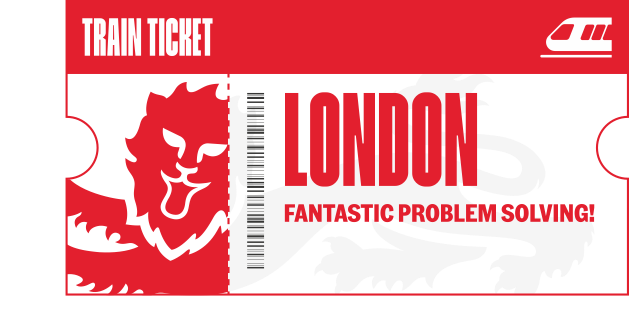 TRAIN TICKET
LONDON
FANTASTIC PROBLEM SOLVING!